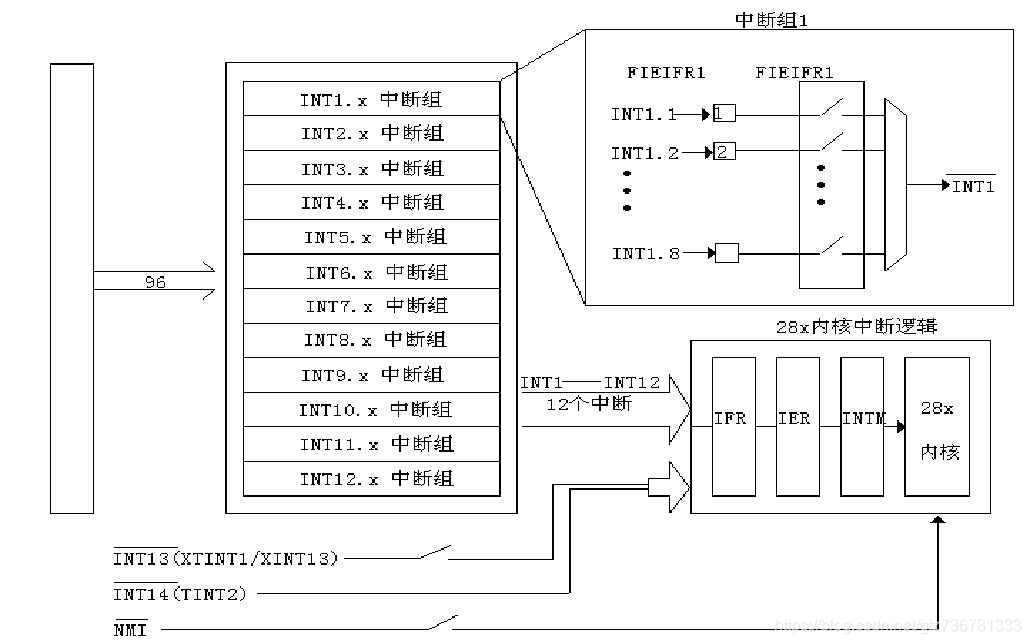 中断组1
FIEIFR1 FIEIFR1
INT1.1 1
INT1.2 2
INT1.8
INT1
INT1.x 中断组
INT2.x 中断组
INT3.x 中断组
INT4.x 中断组
INT5.x 中断组
INT6.x 中断组
INT7.x 中断组
INT8.x 中断组
INT9.x 中断组
INT10.x 中断组
INT11.x 中断组
INT12.x 中断组
96
INT1——INT12
12个中断
28x内核中断逻辑
IFR IER INTM
28x
内核
INT13(XTINT1/XINT13)
INT14(TINT2)
NMI